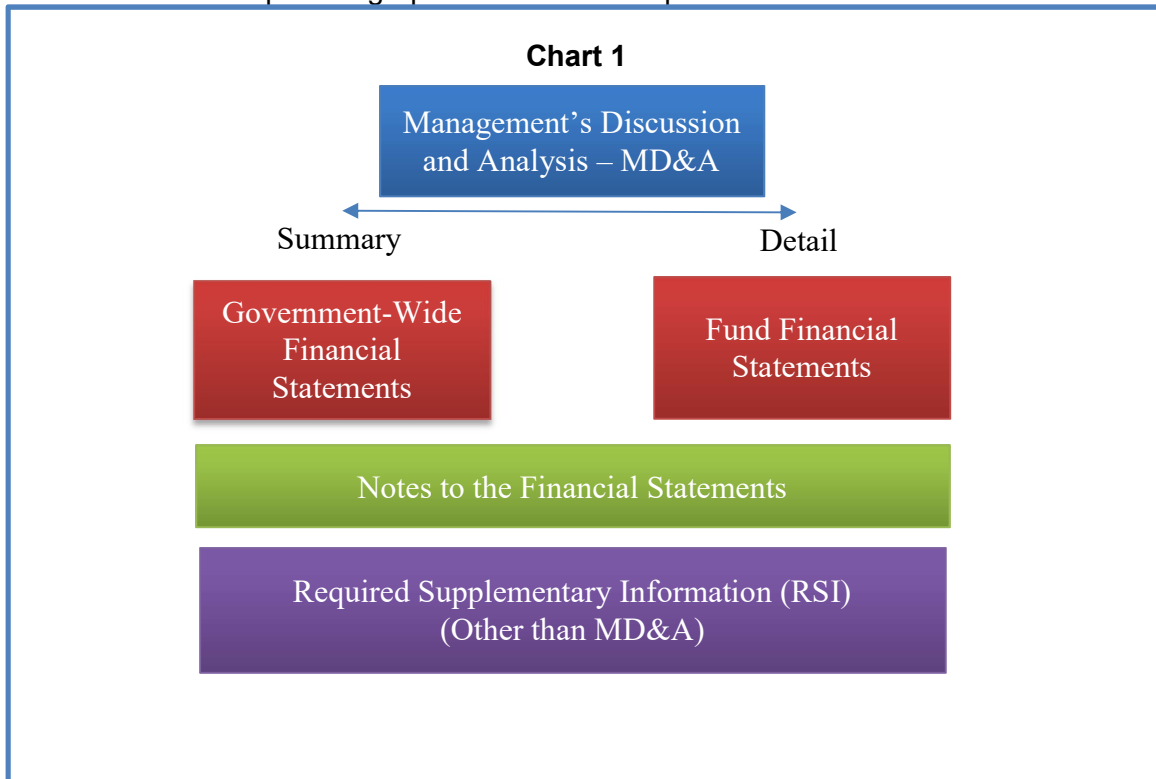 Chart 1
Management’s Discussion
and Analysis – MD&A
Summary
Detail
Government-Wide
Financial
Statements
Fund Financial
Statements
Notes to the Financial Statements
Required Supplementary Information (RSI)
(Other than MD&A)